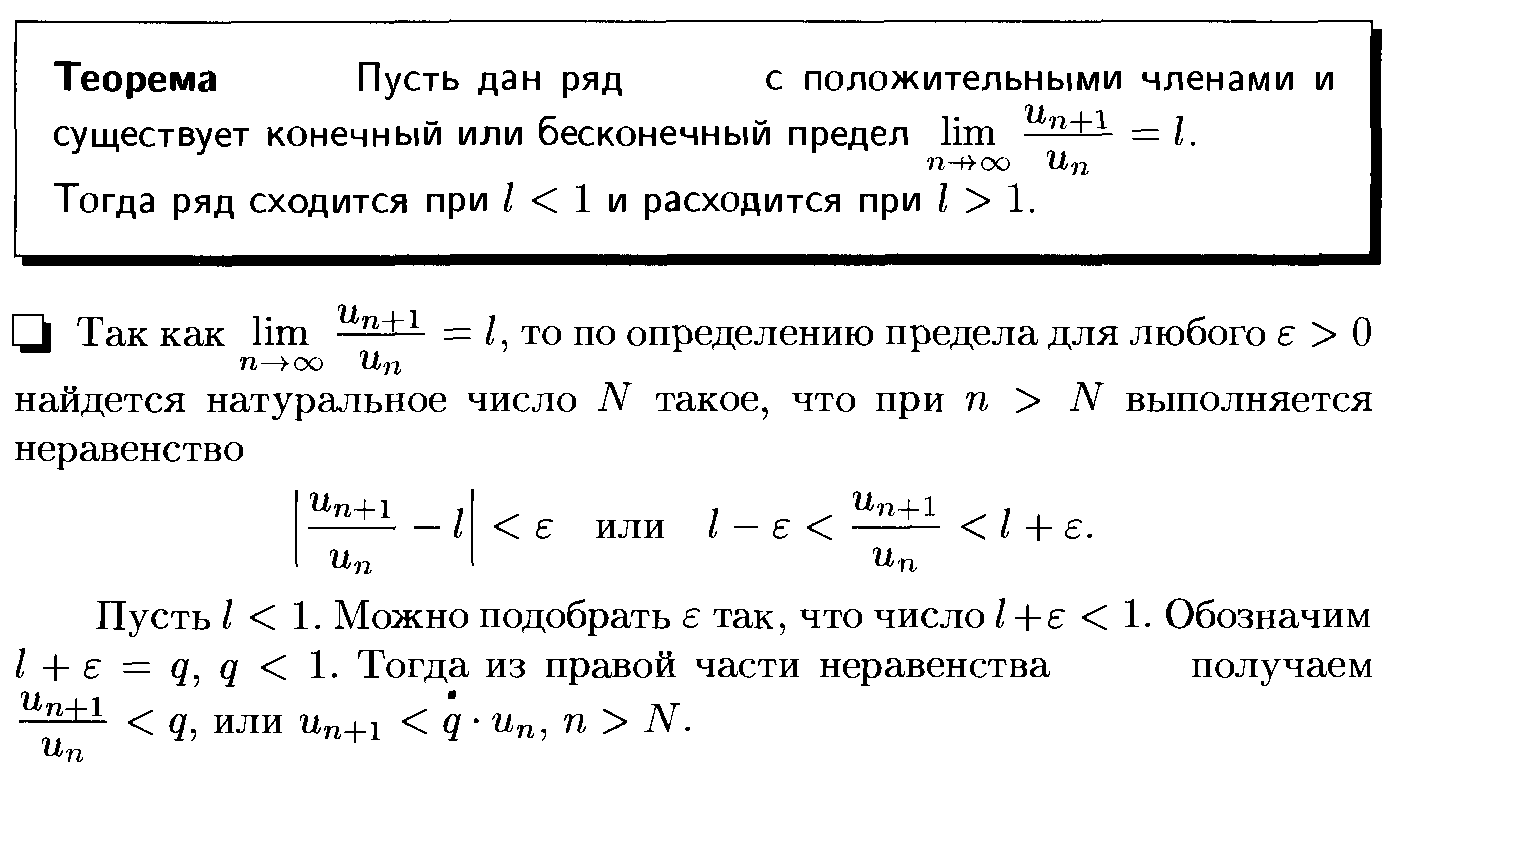 Теорема Пусть дан ряд с положительными членами и
существует конечный или бесконечный предел lim_{n→∞} u_{n+1}/u_n = l.
Тогда ряд сходится при l < 1 и расходится при l > 1.
Так как lim_{n→∞} u_{n+1}/u_n = l, то по определению предела для любого ε > 0
найдется натуральное число N такое, что при n > N выполняется
неравенство
|u_{n+1}/u_n − l| < ε или l − ε < u_{n+1}/u_n < l + ε.
Пусть l < 1. Можно подобрать ε так, что число l + ε < 1. Обозначим
l + ε = q, q < 1. Тогда из правой части неравенства получаем
u_{n+1}/u_n < q, или u_{n+1} < q · u_n, n > N.